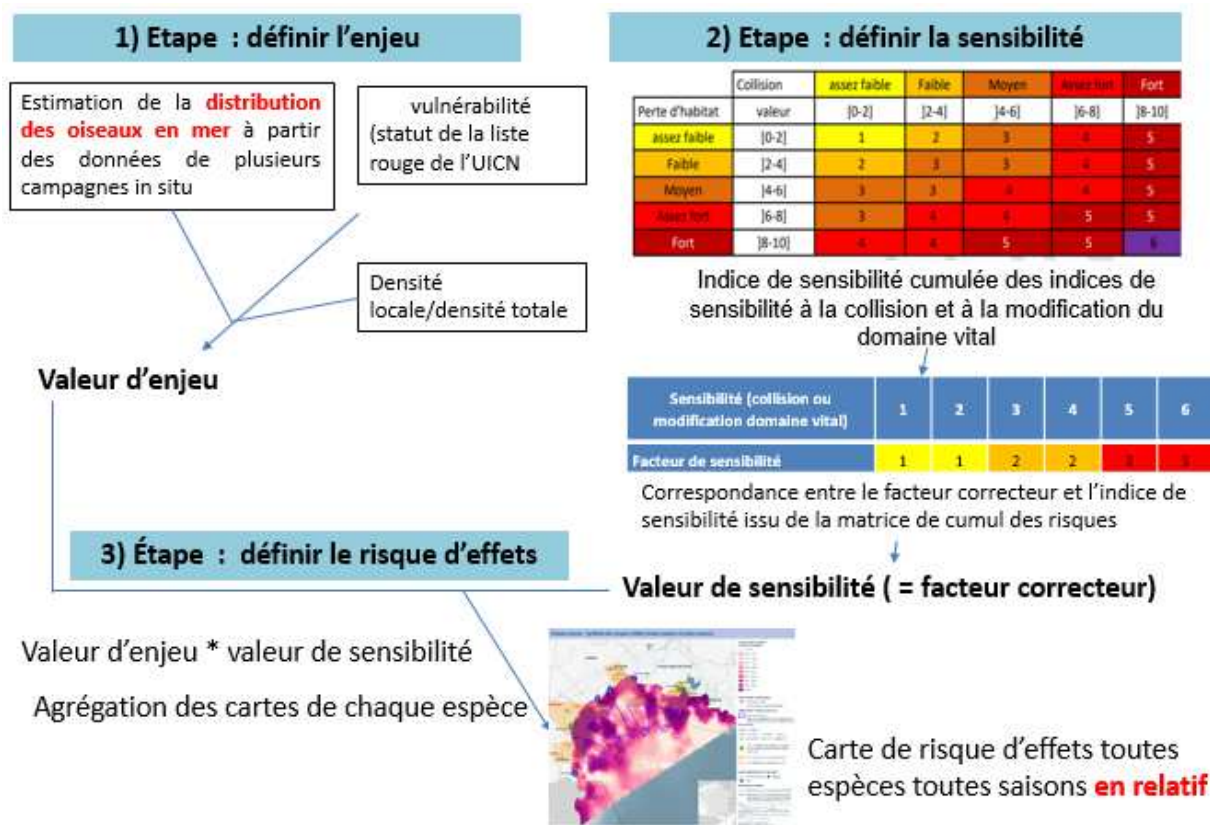 1) Etape : définir l'enjeu
Estimation de la distribution
des oiseaux en mer à partir
des données de plusieurs
campagnes in situ
vulnérabilité
(statut de la liste
rouge de l'UICN
Densité
locale/densité totale
Valeur d'enjeu
2) Etape : définir la sensibilité
Collision assez faible Faible Moyen Assez fort Fort
Perte d'habitat valeur [0-2] ]2-4] ]4-6] ]6-8] ]8-10]
assez faible [0-2] 1 2 3 4 5
Faible ]2-4] 2 3 3 4 5
Moyen ]4-6] 3 3 4 4 5
Assez fort ]6-8] 3 4 4 5 5
Fort ]8-10] 4 4 5 5 6
Indice de sensibilité cumulée des indices de
sensibilité à la collision et à la modification du
domaine vital
Sensibilité (collision ou
modification domaine vital) 1 2 3 4 5 6
Facteur de sensibilité 1 1 2 2 3 3
Correspondance entre le facteur correcteur et l'indice de
sensibilité issu de la matrice de cumul des risques
Valeur de sensibilité ( = facteur correcteur)
3) Étape : définir le risque d'effets
Valeur d'enjeu * valeur de sensibilité
Agrégation des cartes de chaque espèce
Carte de risque d'effets toutes
espèces toutes saisons en relatif